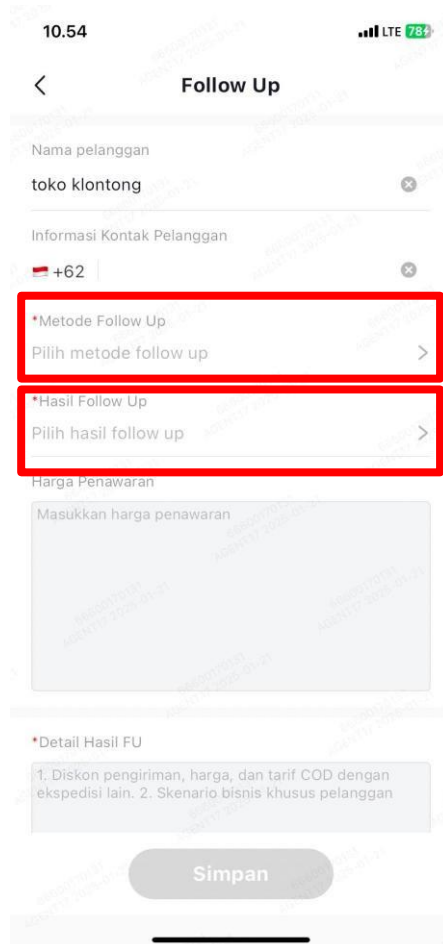 10.54
LTE 78
Follow Up
Nama pelanggan
toko klontong
Informasi Kontak Pelanggan
+62
*Metode Follow Up
Pilih metode follow up
*Hasil Follow Up
Pilih hasil follow up
Harga Penawaran
Masukkan harga penawaran
*Detail Hasil FU
1. Diskon pengiriman, harga, dan tarif COD dengan
ekspedisi lain. 2. Skenario bisnis khusus pelanggan
Simpan